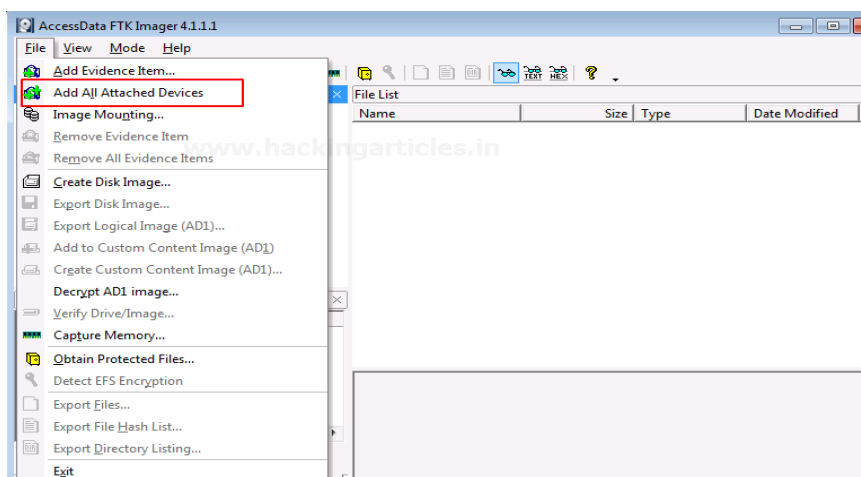 AccessData FTK Imager 4.1.1.1
File View Mode Help
Add Evidence Item...
Add All Attached Devices
Image Mounting...
Remove Evidence Item
Remove All Evidence Items
Create Disk Image...
Export Disk Image...
Export Logical Image (AD1)...
Add to Custom Content Image (AD1)
Create Custom Content Image (AD1)...
Decrypt AD1 image...
Verify Drive/Image...
Capture Memory...
Obtain Protected Files...
Detect EFS Encryption
Export Files...
Export File Hash List...
Export Directory Listing...
Exit
TEXT HEX
File List
Name Size Type Date Modified
www.hackingarticles.in